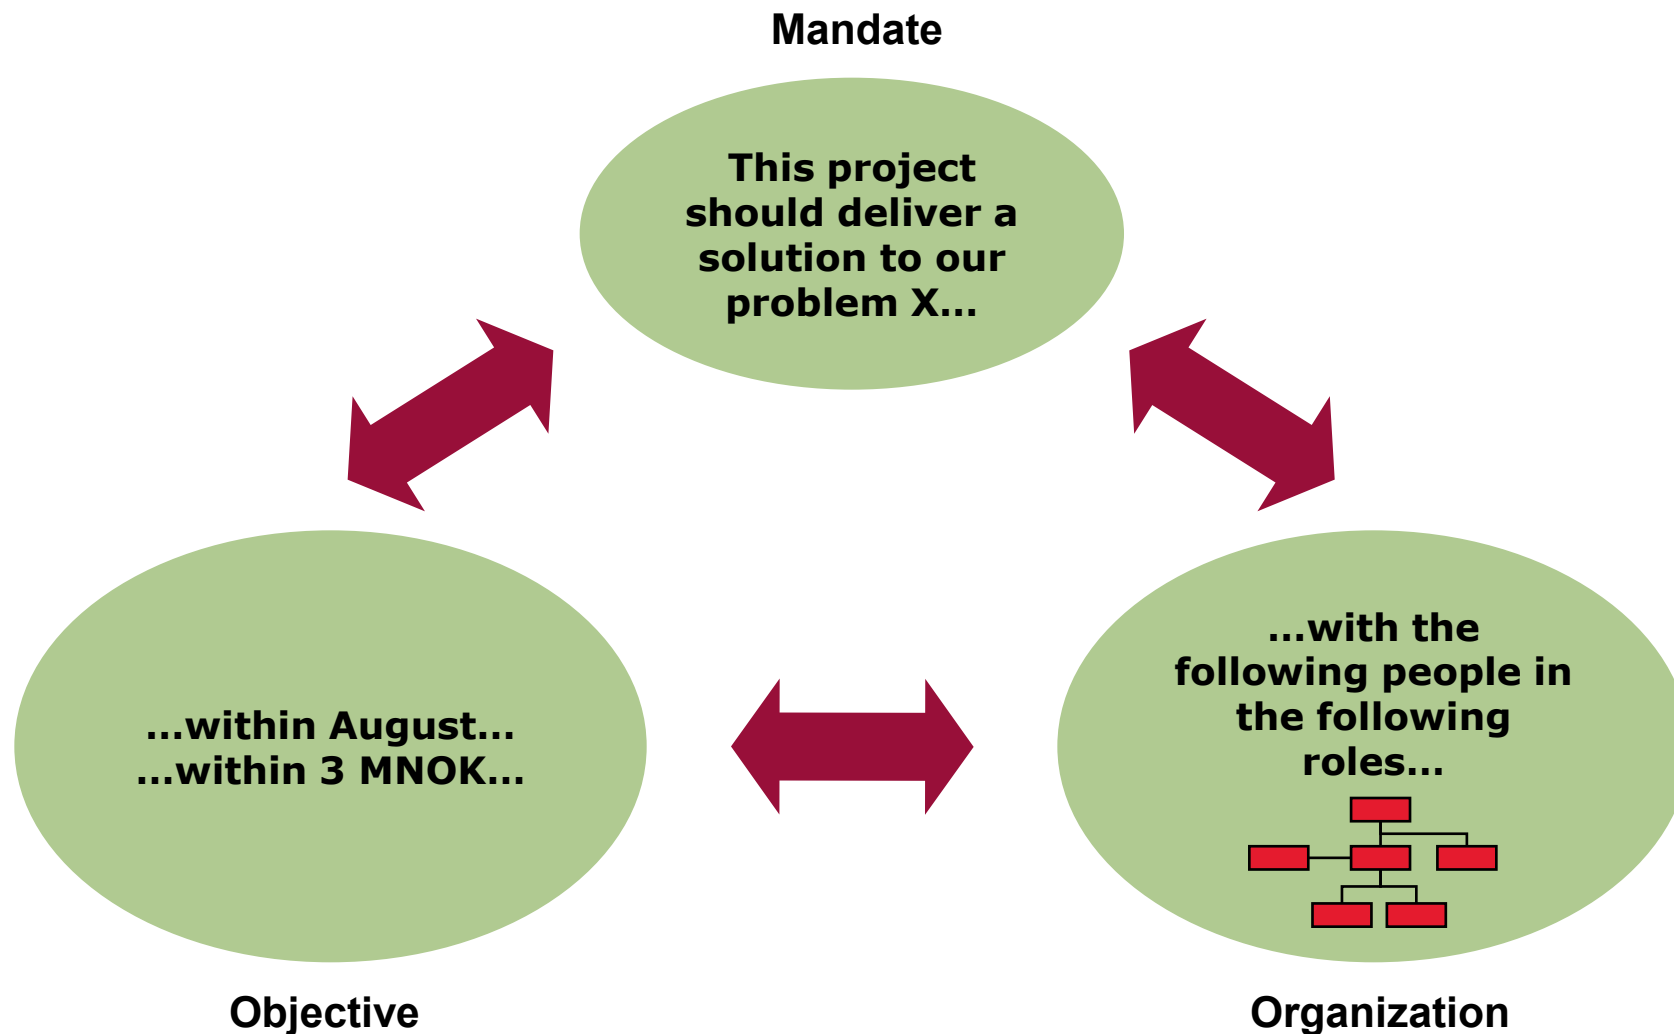 Mandate
This project
should deliver a
solution to our
problem X...
...within August...
...within 3 MNOK...
...with the
following people in
the following
roles...
Objective
Organization